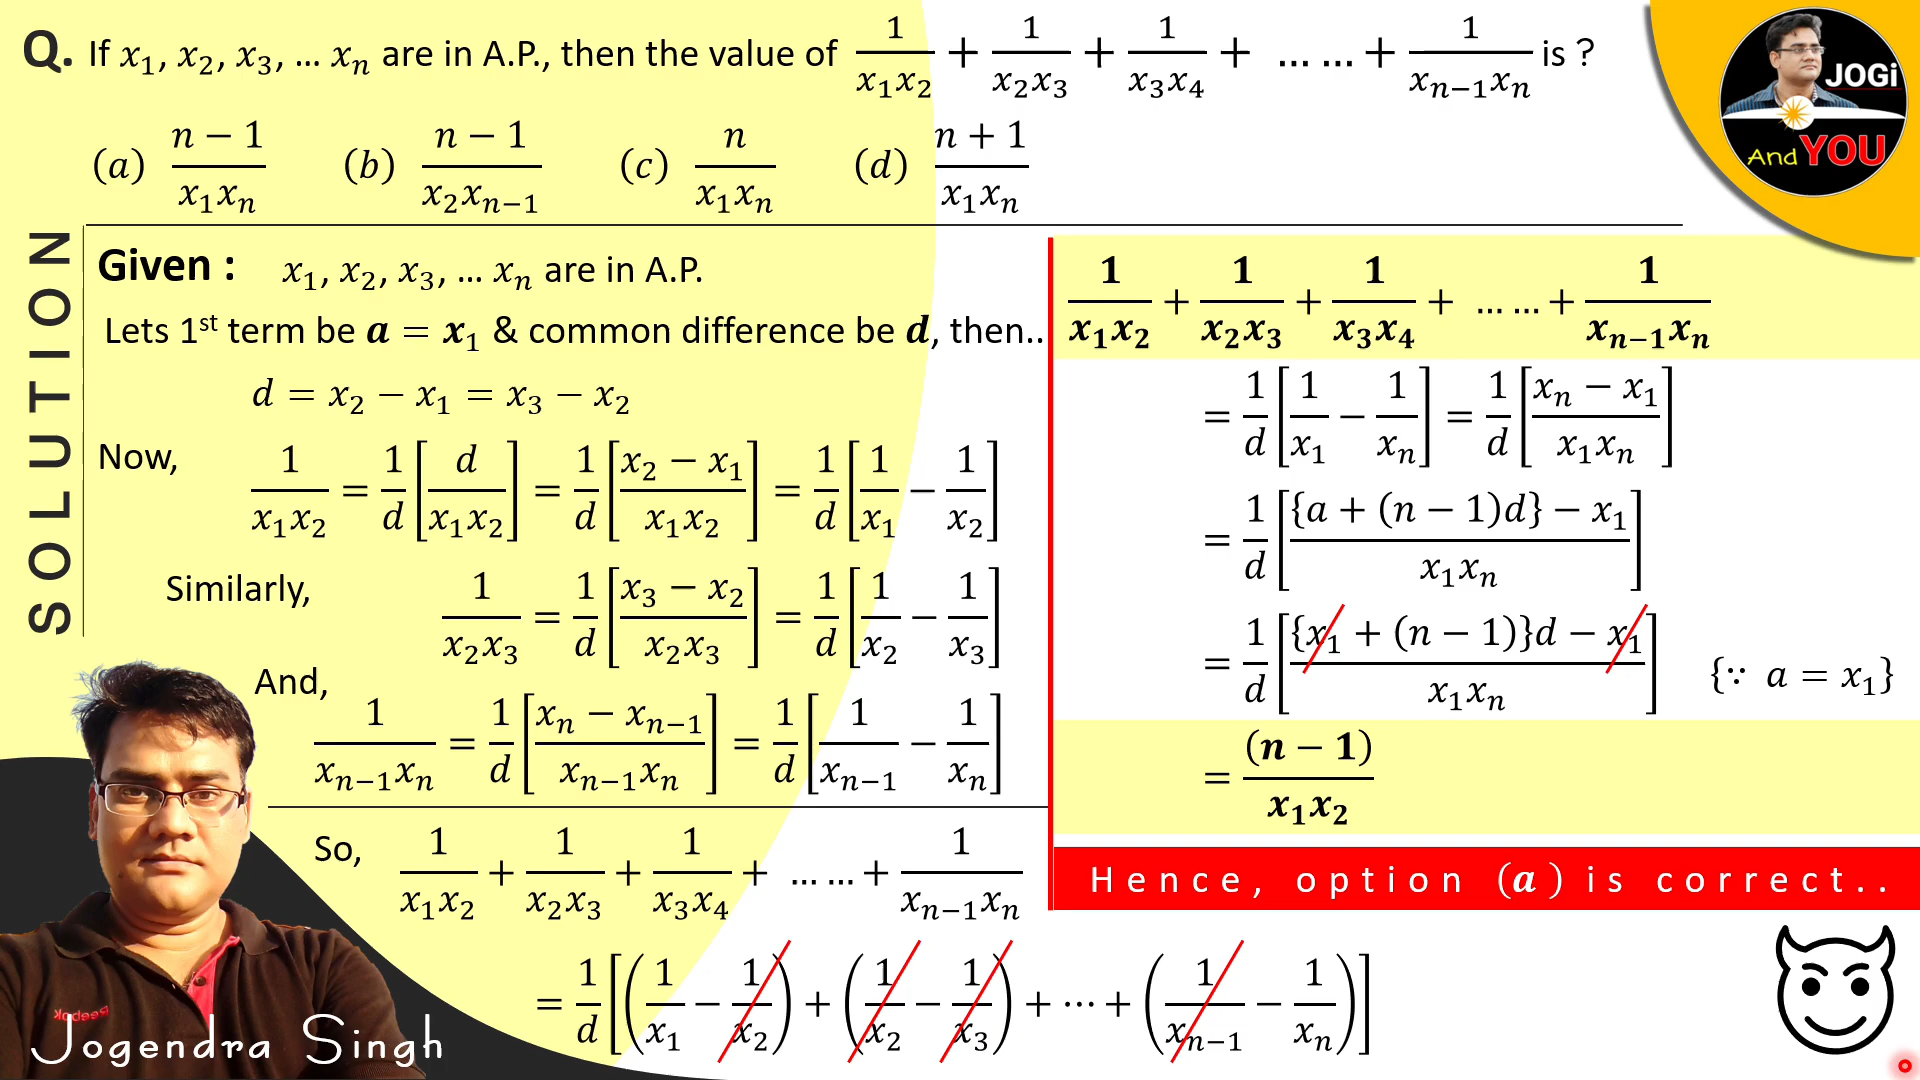 Q. If x₁, x₂, x₃, ... xₙ are in A.P., then the value of 1/(x₁x₂) + 1/(x₂x₃) + 1/(x₃x₄) + ... ... + 1/(xₙ₋₁xₙ) is ?
(a) (n − 1)/(x₁xₙ) (b) (n − 1)/(x₂xₙ₋₁) (c) n/(x₁xₙ) (d) (n + 1)/(x₁xₙ)
JOGi
And YOU
SOLUTION
Given : x₁, x₂, x₃, ... xₙ are in A.P.
Lets 1st term be a = x₁ & common difference be d, then..
d = x₂ − x₁ = x₃ − x₂
Now, 1/(x₁x₂) = 1/d [d/(x₁x₂)] = 1/d [(x₂ − x₁)/(x₁x₂)] = 1/d [1/x₁ − 1/x₂]
Similarly, 1/(x₂x₃) = 1/d [(x₃ − x₂)/(x₂x₃)] = 1/d [1/x₂ − 1/x₃]
And,
1/(xₙ₋₁xₙ) = 1/d [(xₙ − xₙ₋₁)/(xₙ₋₁xₙ)] = 1/d [1/xₙ₋₁ − 1/xₙ]
So, 1/(x₁x₂) + 1/(x₂x₃) + 1/(x₃x₄) + ... ... + 1/(xₙ₋₁xₙ)
= 1/d [(1/x₁ − 1/x₂) + (1/x₂ − 1/x₃) + ⋯ + (1/xₙ₋₁ − 1/xₙ)]
1/(x₁x₂) + 1/(x₂x₃) + 1/(x₃x₄) + ... ... + 1/(xₙ₋₁xₙ)
= 1/d [1/x₁ − 1/xₙ] = 1/d [(xₙ − x₁)/(x₁xₙ)]
= 1/d [({a + (n − 1)d} − x₁)/(x₁xₙ)]
= 1/d [({x₁ + (n − 1)}d − x₁)/(x₁xₙ)] {∵ a = x₁}
= (n − 1)/(x₁x₂)
Hence, option (a) is correct..
Reebok
Jogendra Singh